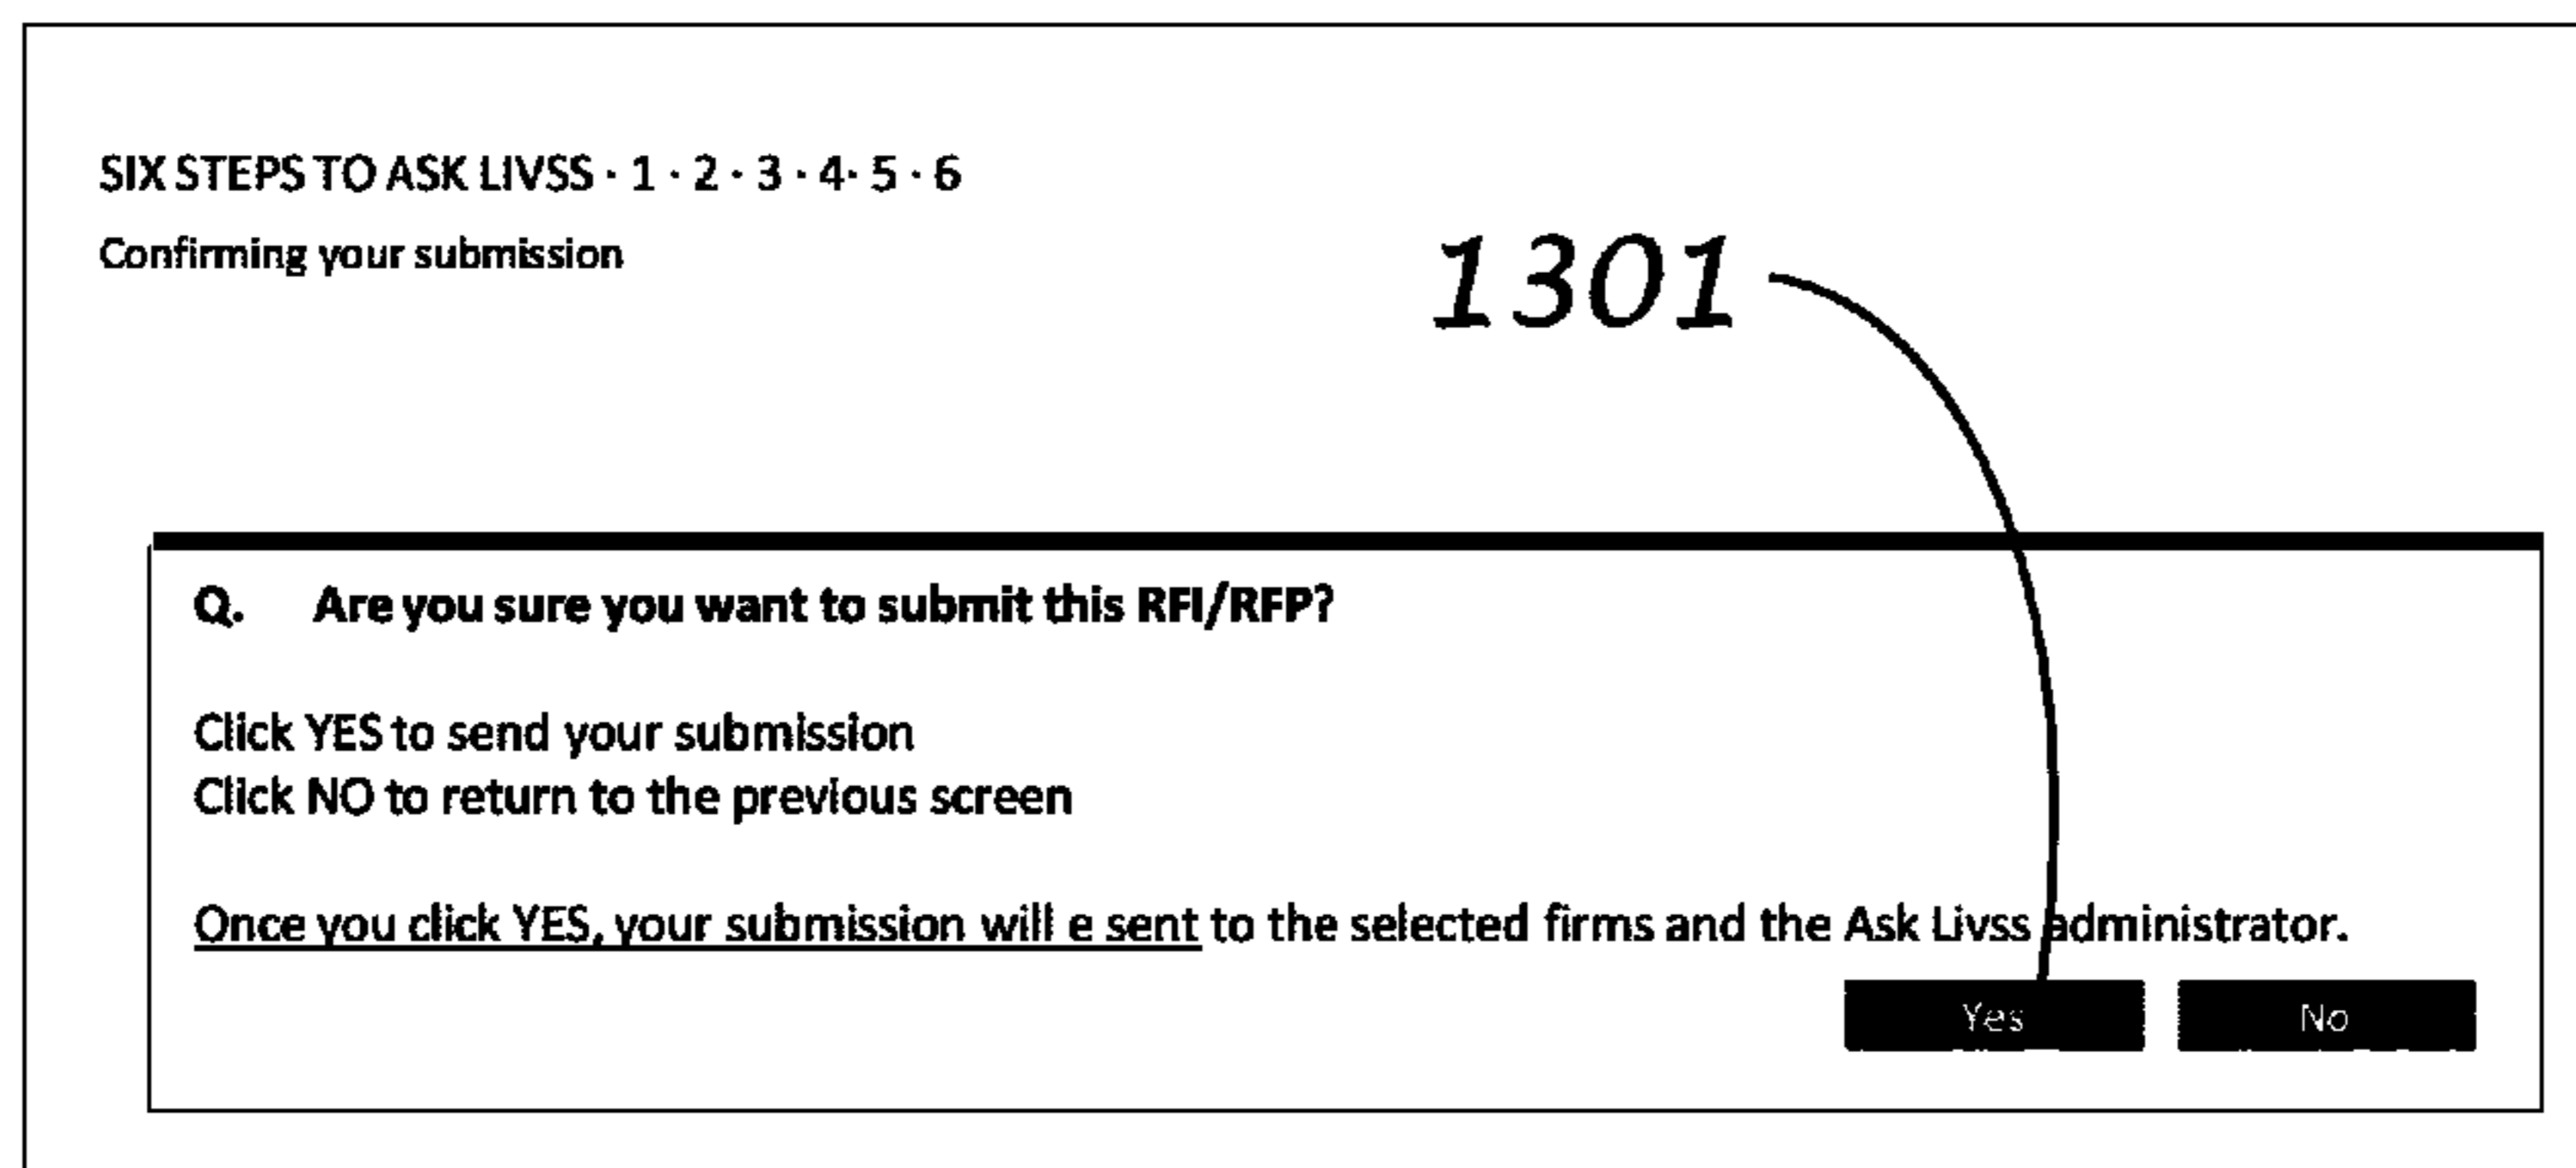 SIX STEPS TO ASK LIVSS · 1 · 2 · 3 · 4· 5 · 6
Confirming your submission
1301
Q. Are you sure you want to submit this RFI/RFP?
Click YES to send your submission
Click NO to return to the previous screen
Once you click YES, your submission will e sent to the selected firms and the Ask Livss administrator.
Yes No